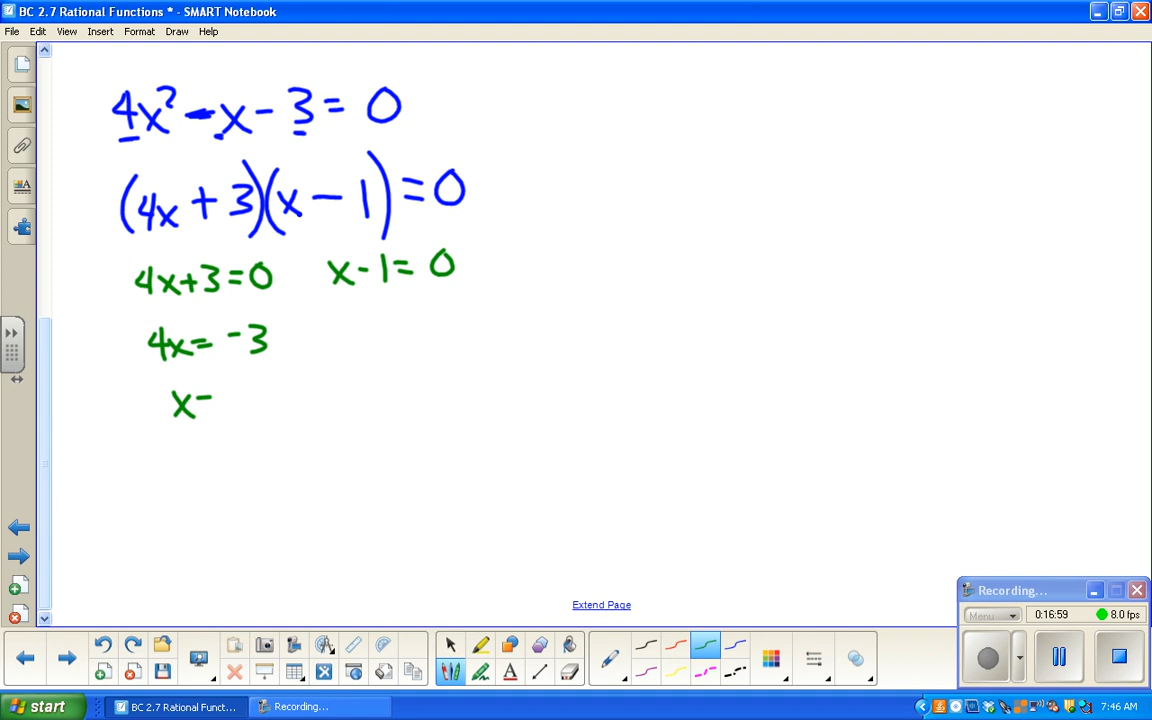 BC 2.7 Rational Functions * - SMART Notebook
File Edit View Insert Format Draw Help
4x² - x - 3 = 0
(4x + 3)(x - 1) = 0
4x+3=0 x-1=0
4x= -3
x-
Extend Page
Recording...
Menu 0:16:59 8.0 fps
start BC 2.7 Rational Funct... Recording... 7:46 AM